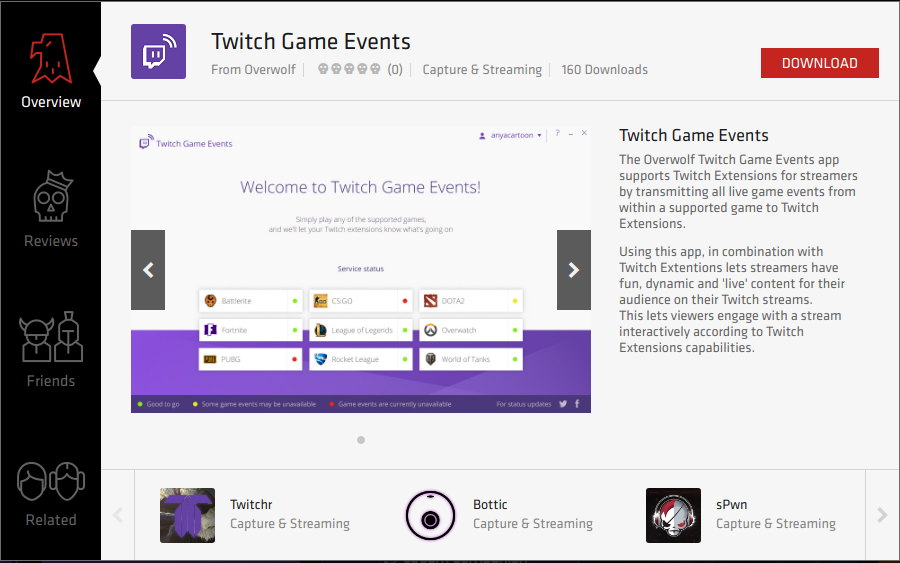 Overview
Reviews
Friends
Related
Twitch Game Events
From Overwolf
(0)
Capture & Streaming
160 Downloads
DOWNLOAD
Twitch Game Events
anyacartoon
?
Welcome to Twitch Game Events!
Simply play any of the supported games,
and we'll let your Twitch extensions know what's going on
Service status
Battlerite
CS:GO
DOTA2
Fortnite
League of Legends
Overwatch
PUBG
Rocket League
World of Tanks
Good to go
Some game events may be unavailable
Game events are currently unavailable
For status updates
Twitch Game Events
The Overwolf Twitch Game Events app
supports Twitch Extensions for streamers
by transmitting all live game events from
within a supported game to Twitch
Extensions.
Using this app, in combination with
Twitch Extentions lets streamers have
fun, dynamic and 'live' content for their
audience on their Twitch streams.
This lets viewers engage with a stream
interactively according to Twitch
Extensions capabilities.
Twitchr
Capture & Streaming
Bottic
Capture & Streaming
sPwn
Capture & Streaming